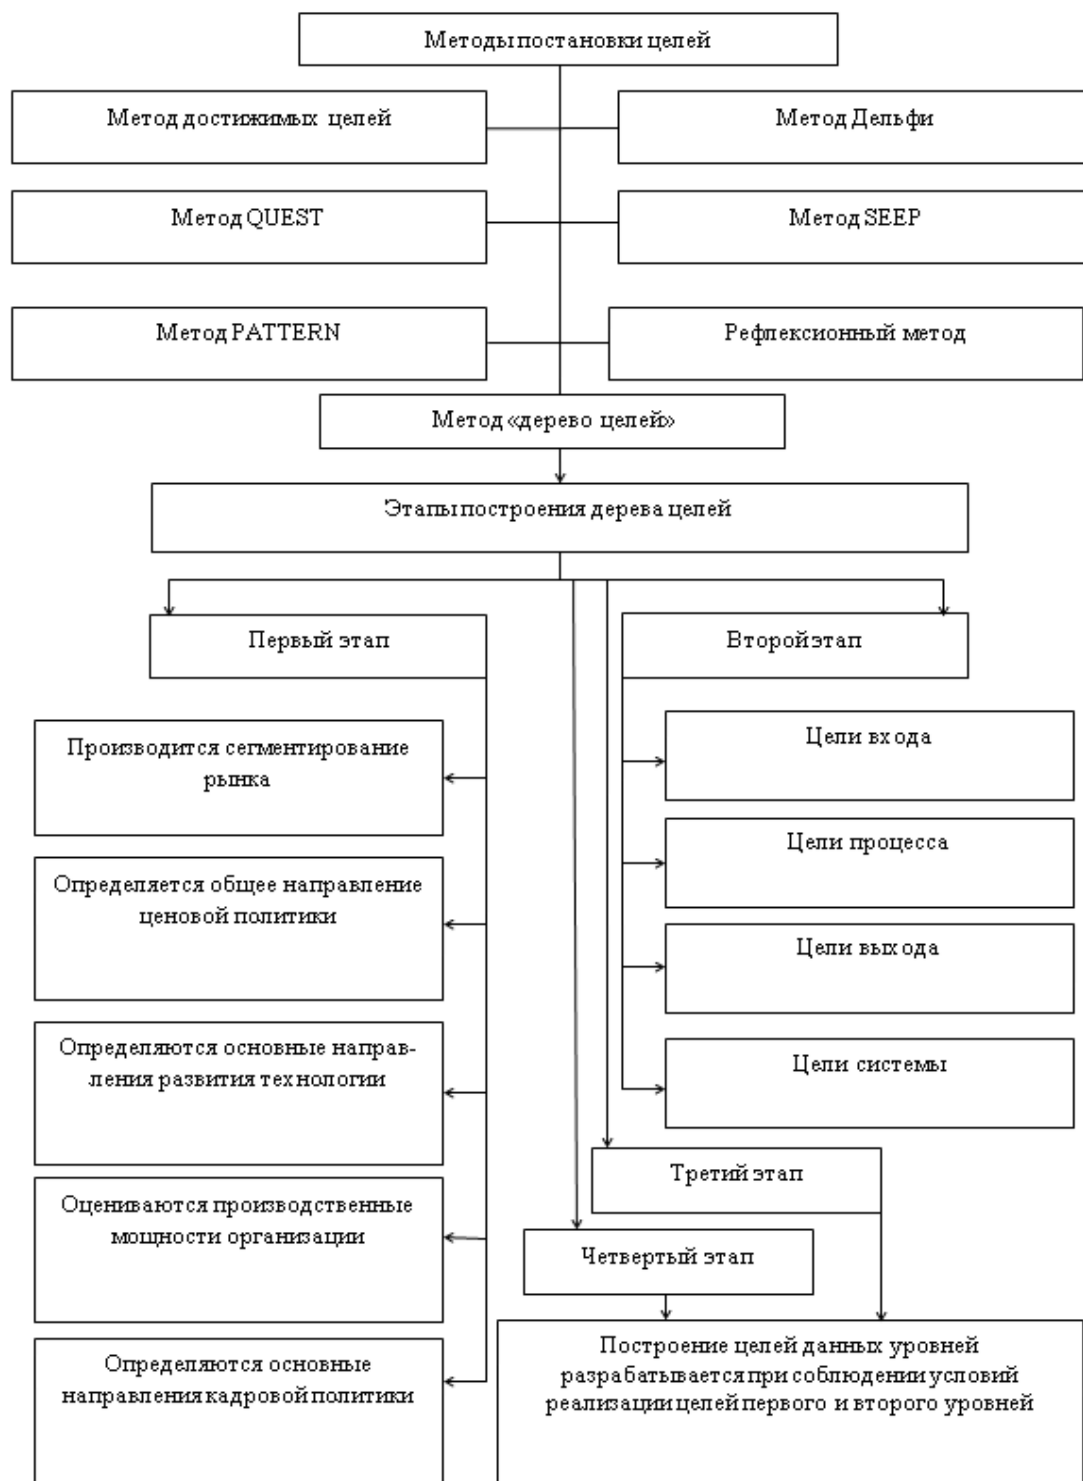 Методы постановки целей
Метод достижимых целей
Метод Дельфи
Метод QUEST
Метод SEEP
Метод PATTERN
Рефлексионный метод
Метод «дерево целей»
Этапы построения дерева целей
Первый этап
Второй этап
Производится сегментирование
рынка
Определяется общее направление
ценовой политики
Определяются основные направ-
ления развития технологии
Оцениваются производственные
мощности организации
Определяются основные
направления кадровой политики
Цели входа
Цели процесса
Цели выхода
Цели системы
Третий этап
Четвертый этап
Построение целей данных уровней
разрабатывается при соблюдении условий
реализации целей первого и второго уровней